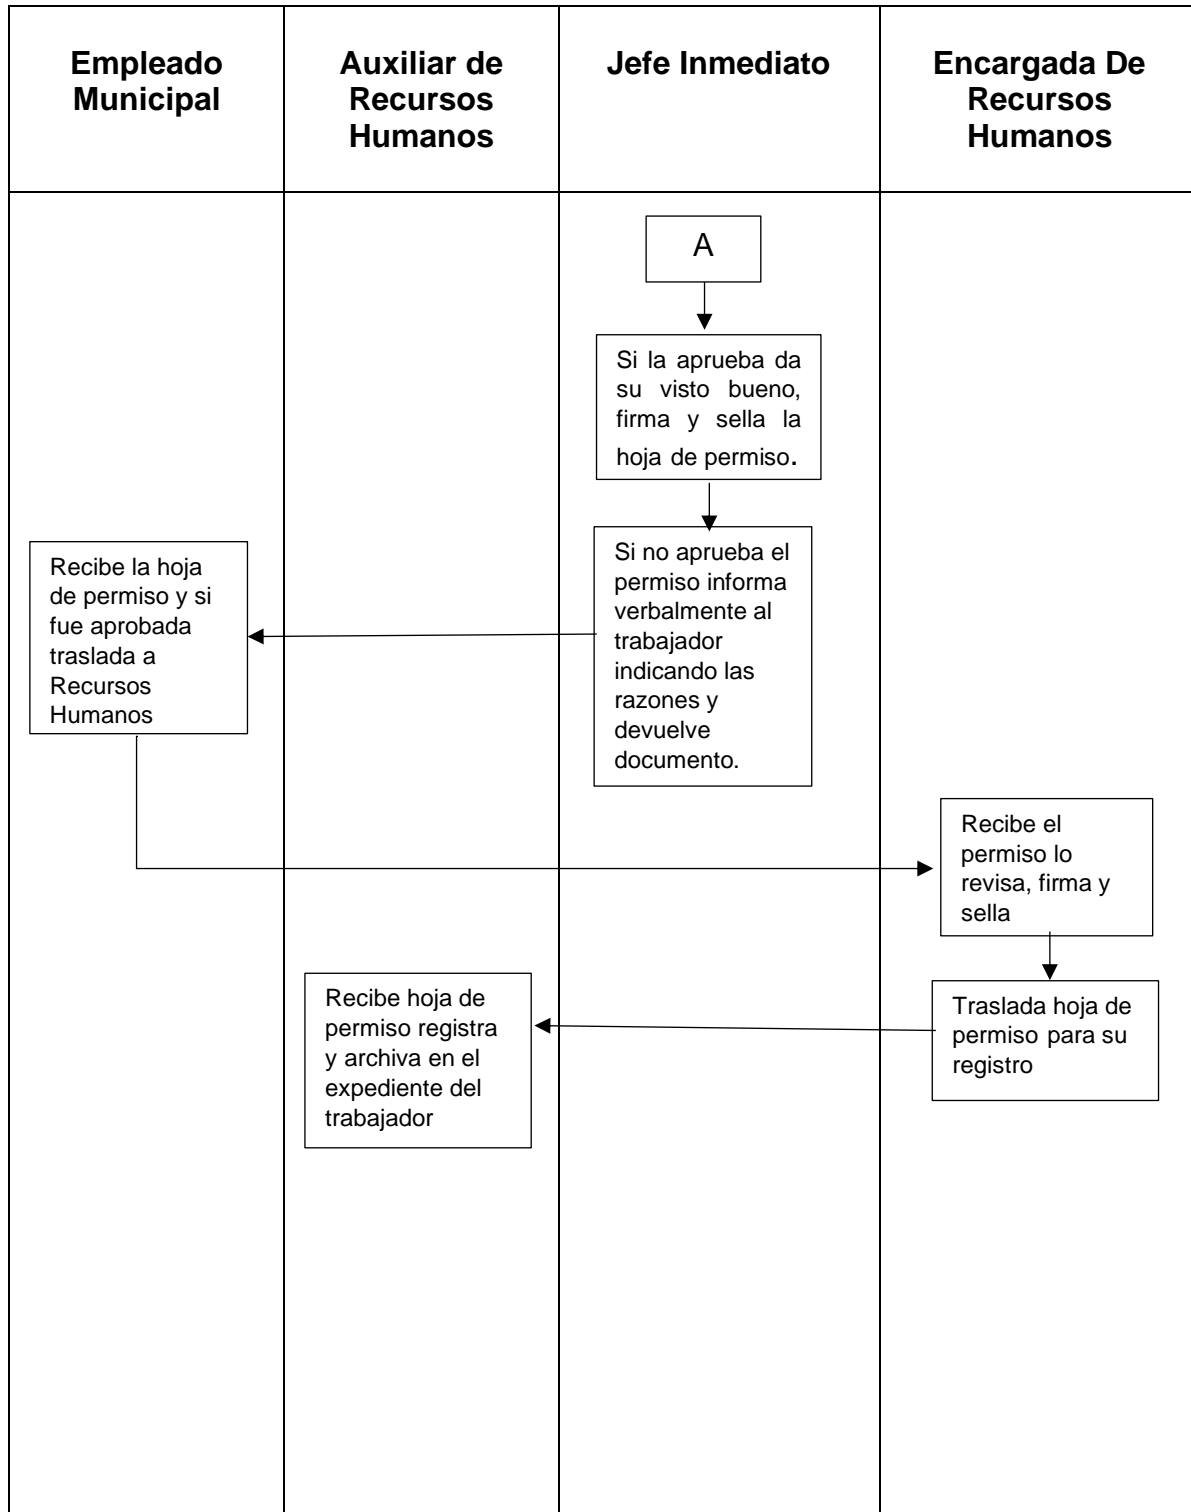 Empleado
Municipal
Auxiliar de
Recursos
Humanos
Jefe Inmediato
Encargada De
Recursos
Humanos
A
Si la aprueba da
su visto bueno,
firma y sella la
hoja de permiso.
Si no aprueba el
permiso informa
verbalmente al
trabajador
indicando las
razones y
devuelve
documento.
Recibe la hoja
de permiso y si
fue aprobada
traslada a
Recursos
Humanos
Recibe el
permiso lo
revisa, firma y
sella
Traslada hoja de
permiso para su
registro
Recibe hoja de
permiso registra
y archiva en el
expediente del
trabajador